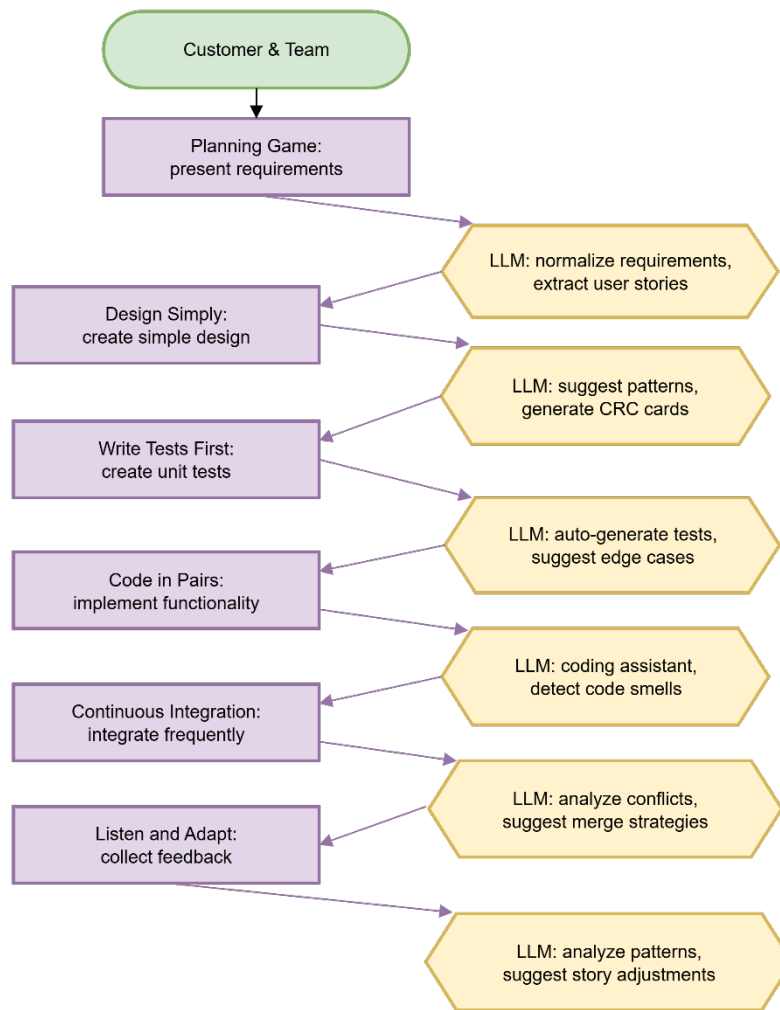 Customer & Team
Planning Game:
present requirements
LLM: normalize requirements,
extract user stories
Design Simply:
create simple design
LLM: suggest patterns,
generate CRC cards
Write Tests First:
create unit tests
LLM: auto-generate tests,
suggest edge cases
Code in Pairs:
implement functionality
LLM: coding assistant,
detect code smells
Continuous Integration:
integrate frequently
LLM: analyze conflicts,
suggest merge strategies
Listen and Adapt:
collect feedback
LLM: analyze patterns,
suggest story adjustments